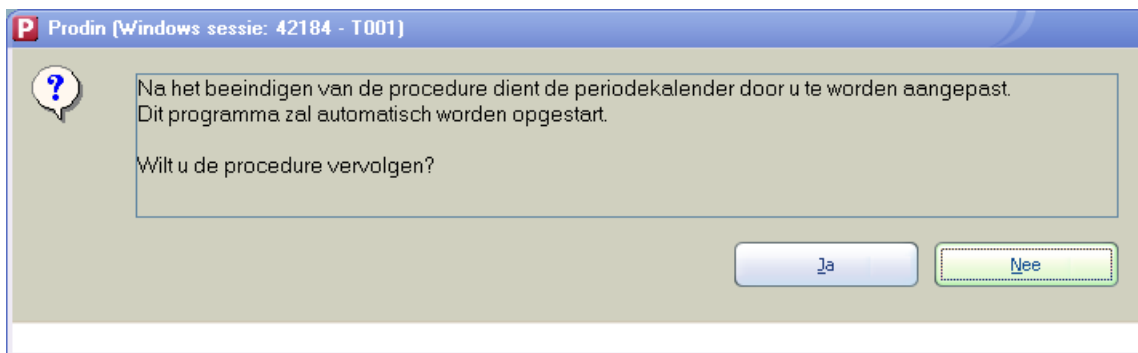 Prodin (Windows sessie: 42184 - T001)
Na het beeindigen van de procedure dient de periodekalender door u te worden aangepast.
Dit programma zal automatisch worden opgestart.
Wilt u de procedure vervolgen?
Ja
Nee